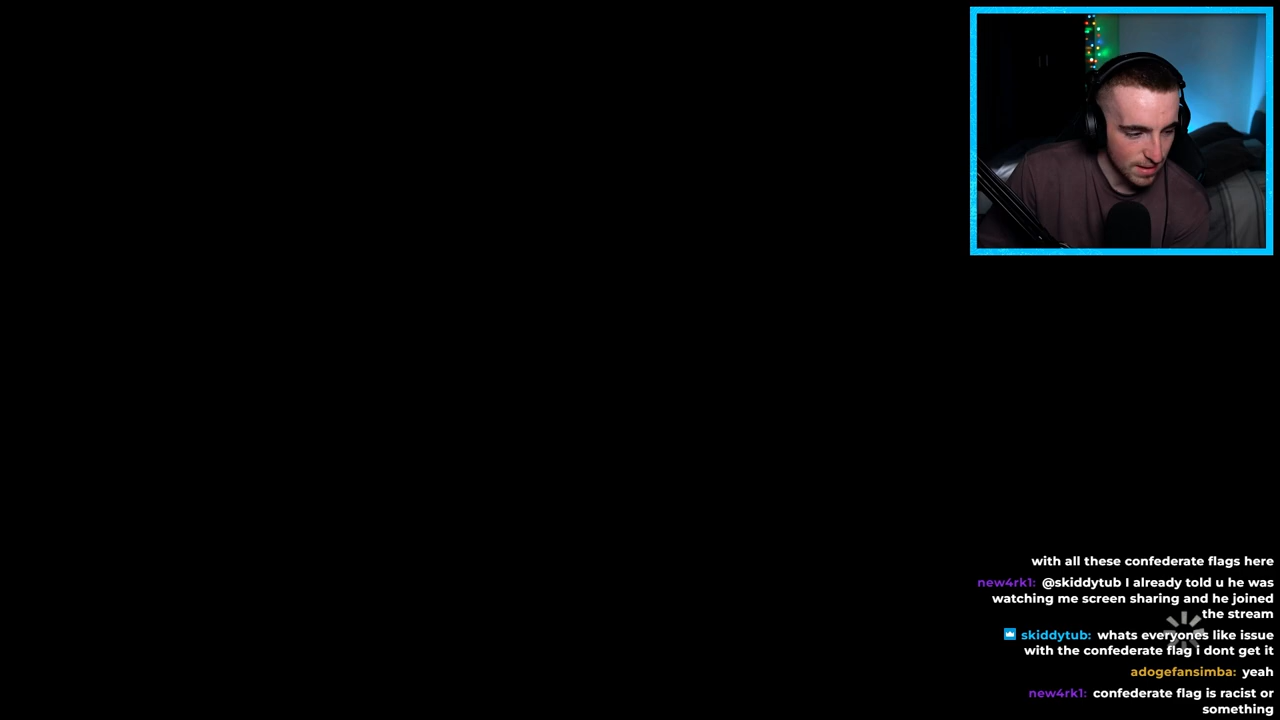 with all these confederate flags here
new4rk1: @skiddytub I already told u he was
watching me screen sharing and he joined
the stream
skiddytub: whats everyones like issue
with the confederate flag i dont get it
adogefansimba: yeah
new4rk1: confederate flag is racist or
something